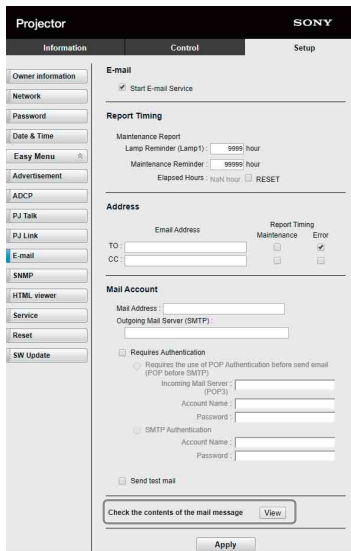 Projector
SONY
Information
Control
Setup
Owner information
Network
Password
Date & Time
Easy Menu
Advertisement
ADCP
PJ Talk
PJ Link
E-mail
SNMP
HTML viewer
Service
Reset
SW Update
E-mail
Start E-mail Service
Report Timing
Maintenance Report
Lamp Reminder (Lamp1) : 9999 hour
Maintenance Reminder : 99999 hour
Elapsed Hours : NaN hour RESET
Address
Email Address
Report Timing
Maintenance Error
TO :
CC :
Mail Account
Mail Address :
Outgoing Mail Server (SMTP) :
Requires Authentication
Requires the use of POP Authentication before send email
(POP before SMTP)
Incoming Mail Server :
(POP3)
Account Name :
Password :
SMTP Authentication
Account Name :
Password :
Send test mail
Check the contents of the mail message View
Apply